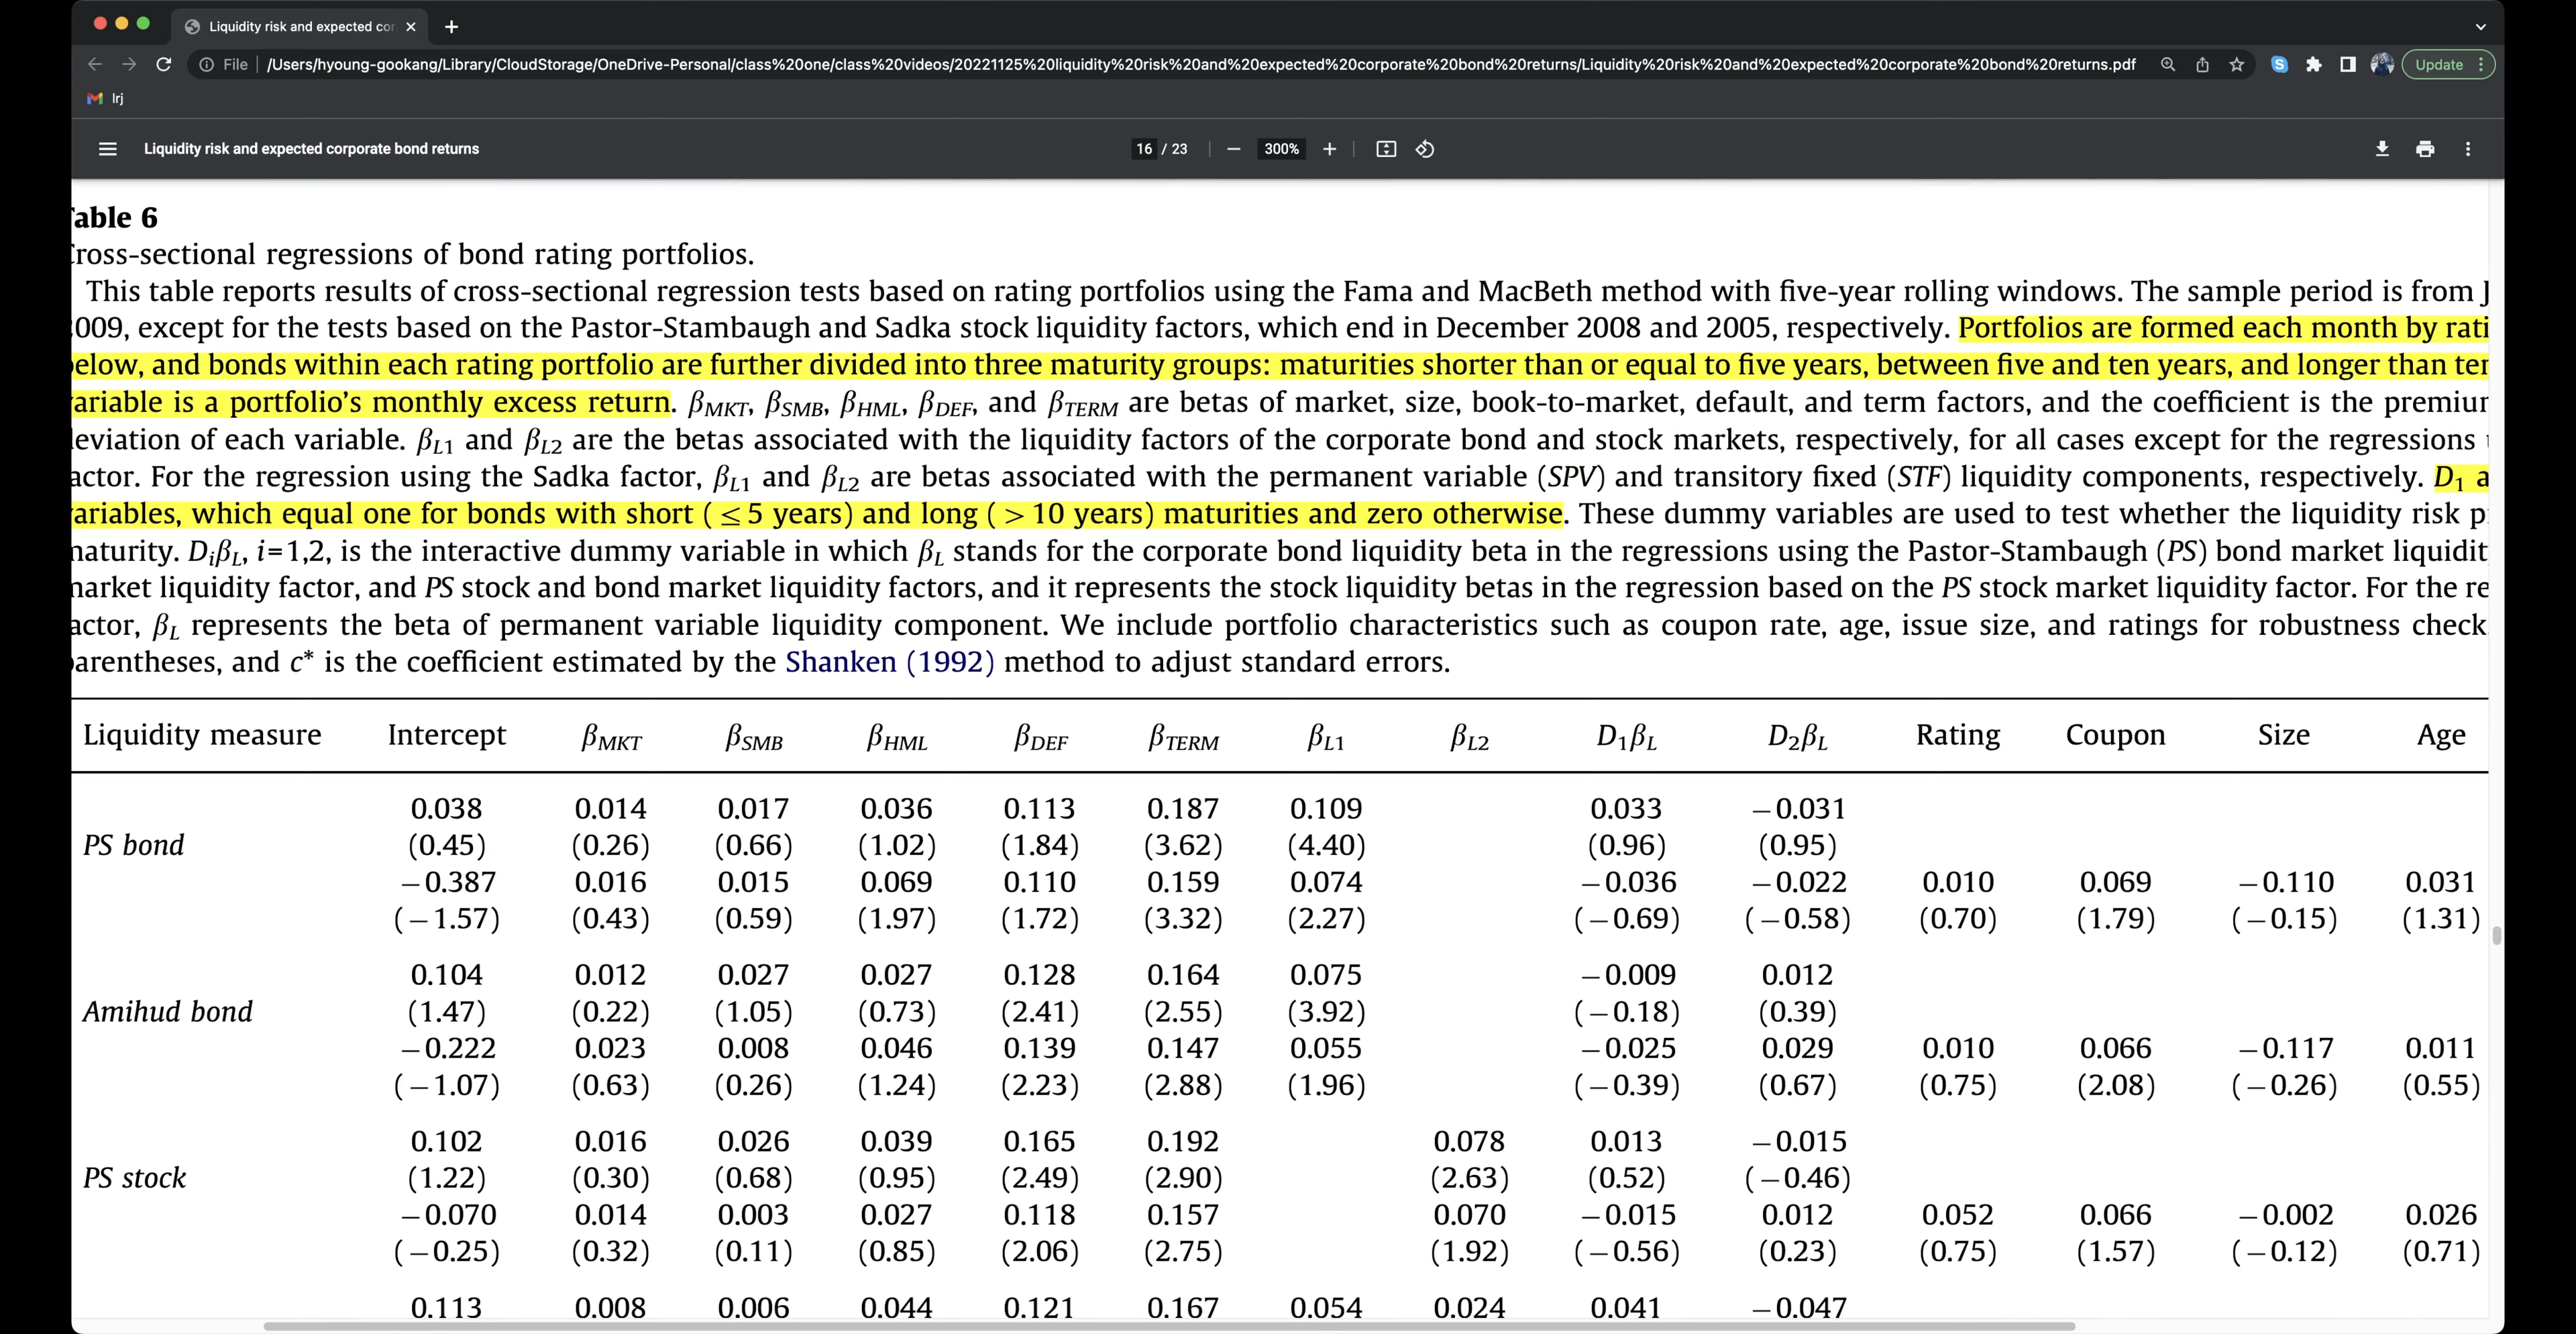 Liquidity risk and expected cor
File /Users/hyoung-gookang/Library/CloudStorage/OneDrive-Personal/class%20one/class%20videos/20221125%20liquidity%20risk%20and%20expected%20corporate%20bond%20returns/Liquidity%20risk%20and%20expected%20corporate%20bond%20returns.pdf Update
lrj
Liquidity risk and expected corporate bond returns 16 / 23 300%
Table 6
Cross-sectional regressions of bond rating portfolios.
This table reports results of cross-sectional regression tests based on rating portfolios using the Fama and MacBeth method with five-year rolling windows. The sample period is from J
009, except for the tests based on the Pastor-Stambaugh and Sadka stock liquidity factors, which end in December 2008 and 2005, respectively. Portfolios are formed each month by rati
elow, and bonds within each rating portfolio are further divided into three maturity groups: maturities shorter than or equal to five years, between five and ten years, and longer than ten
ariable is a portfolio's monthly excess return. βMKT, βSMB, βHML, βDEF, and βTERM are betas of market, size, book-to-market, default, and term factors, and the coefficient is the premiu
eviation of each variable. βL1 and βL2 are the betas associated with the liquidity factors of the corporate bond and stock markets, respectively, for all cases except for the regressions
actor. For the regression using the Sadka factor, βL1 and βL2 are betas associated with the permanent variable (SPV) and transitory fixed (STF) liquidity components, respectively. D1 a
ariables, which equal one for bonds with short (≤5 years) and long (>10 years) maturities and zero otherwise. These dummy variables are used to test whether the liquidity risk p
maturity. DiβL, i=1,2, is the interactive dummy variable in which βL stands for the corporate bond liquidity beta in the regressions using the Pastor-Stambaugh (PS) bond market liquidit
market liquidity factor, and PS stock and bond market liquidity factors, and it represents the stock liquidity betas in the regression based on the PS stock market liquidity factor. For the re
actor, βL represents the beta of permanent variable liquidity component. We include portfolio characteristics such as coupon rate, age, issue size, and ratings for robustness check
parentheses, and c* is the coefficient estimated by the Shanken (1992) method to adjust standard errors.
Liquidity measure Intercept βMKT βSMB βHML βDEF βTERM βL1 βL2 D1βL D2βL Rating Coupon Size Age
0.038 0.014 0.017 0.036 0.113 0.187 0.109 0.033 −0.031
PS bond (0.45) (0.26) (0.66) (1.02) (1.84) (3.62) (4.40) (0.96) (0.95)
−0.387 0.016 0.015 0.069 0.110 0.159 0.074 −0.036 −0.022 0.010 0.069 −0.110 0.031
(−1.57) (0.43) (0.59) (1.97) (1.72) (3.32) (2.27) (−0.69) (−0.58) (0.70) (1.79) (−0.15) (1.31)
0.104 0.012 0.027 0.027 0.128 0.164 0.075 −0.009 0.012
Amihud bond (1.47) (0.22) (1.05) (0.73) (2.41) (2.55) (3.92) (−0.18) (0.39)
−0.222 0.023 0.008 0.046 0.139 0.147 0.055 −0.025 0.029 0.010 0.066 −0.117 0.011
(−1.07) (0.63) (0.26) (1.24) (2.23) (2.88) (1.96) (−0.39) (0.67) (0.75) (2.08) (−0.26) (0.55)
0.102 0.016 0.026 0.039 0.165 0.192 0.078 0.013 −0.015
PS stock (1.22) (0.30) (0.68) (0.95) (2.49) (2.90) (2.63) (0.52) (−0.46)
−0.070 0.014 0.003 0.027 0.118 0.157 0.070 −0.015 0.012 0.052 0.066 −0.002 0.026
(−0.25) (0.32) (0.11) (0.85) (2.06) (2.75) (1.92) (−0.56) (0.23) (0.75) (1.57) (−0.12) (0.71)
0.113 0.008 0.006 0.044 0.121 0.167 0.054 0.024 0.041 −0.047